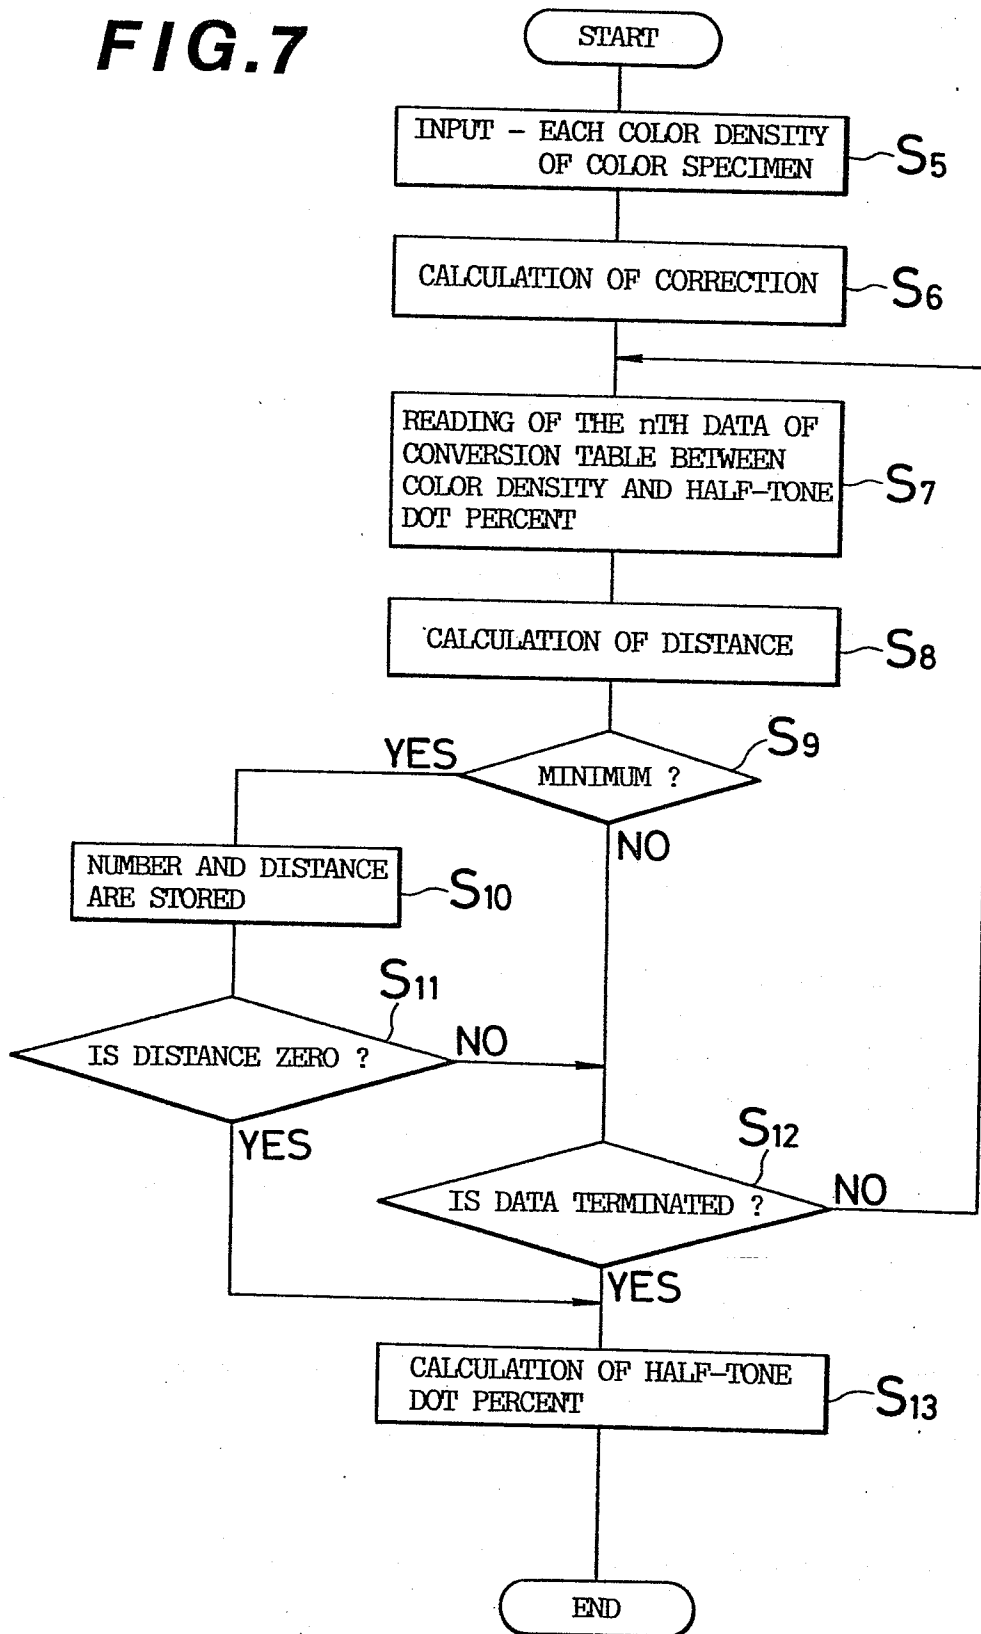 FIG.7
START
INPUT - EACH COLOR DENSITY
OF COLOR SPECIMEN
S5
CALCULATION OF CORRECTION
S6
READING OF THE nTH DATA OF
CONVERSION TABLE BETWEEN
COLOR DENSITY AND HALF-TONE
DOT PERCENT
S7
CALCULATION OF DISTANCE
S8
S9
YES
MINIMUM ?
NO
NUMBER AND DISTANCE
ARE STORED
S10
S11
IS DISTANCE ZERO ?
NO
YES
S12
IS DATA TERMINATED ?
NO
YES
CALCULATION OF HALF-TONE
DOT PERCENT
S13
END